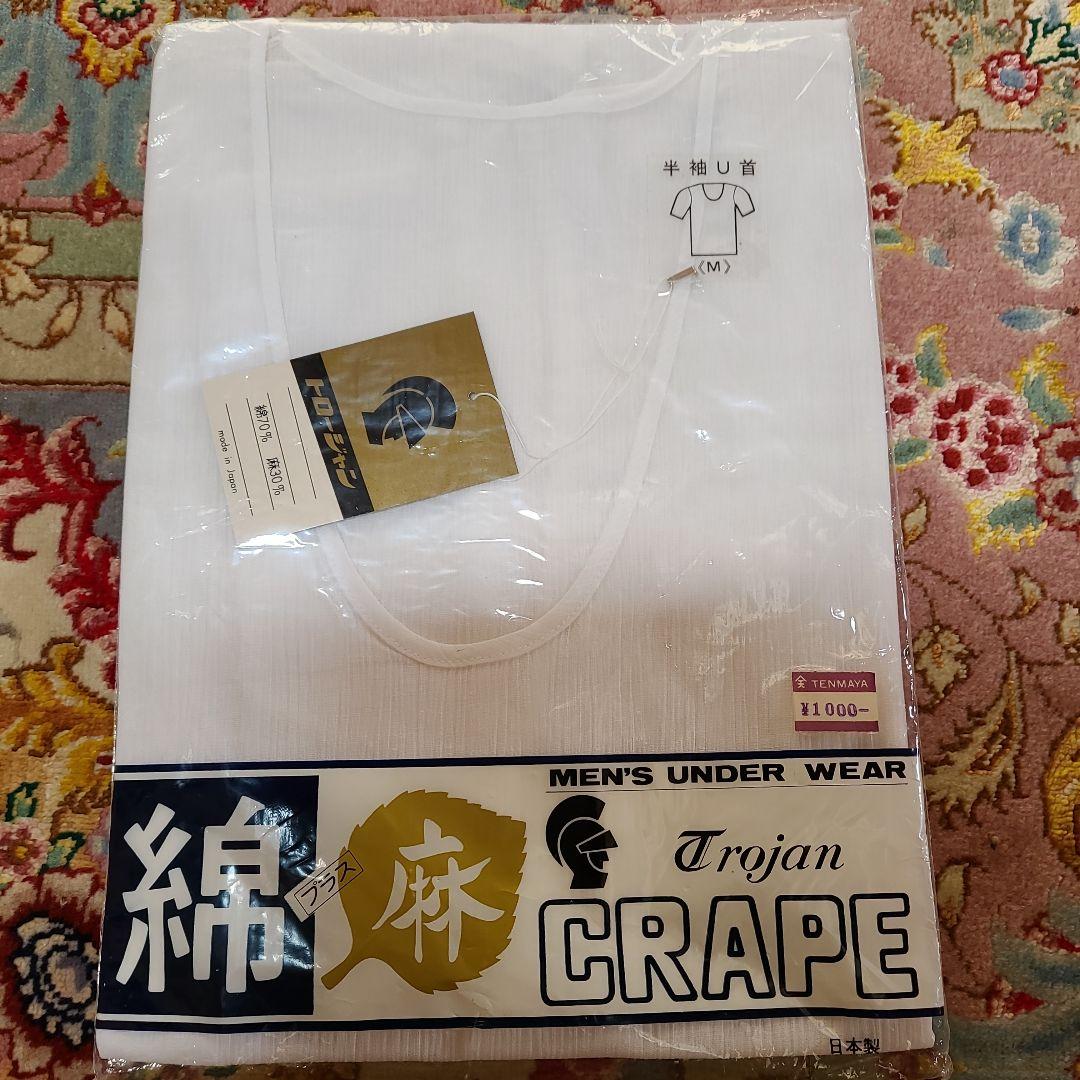 半袖U首
《M》
トロージャン
綿70% 麻30%
made in Japan
TENMAYA
¥1000-
MEN'S UNDER WEAR
綿
プラス
麻
Trojan
CRAPE
日本製